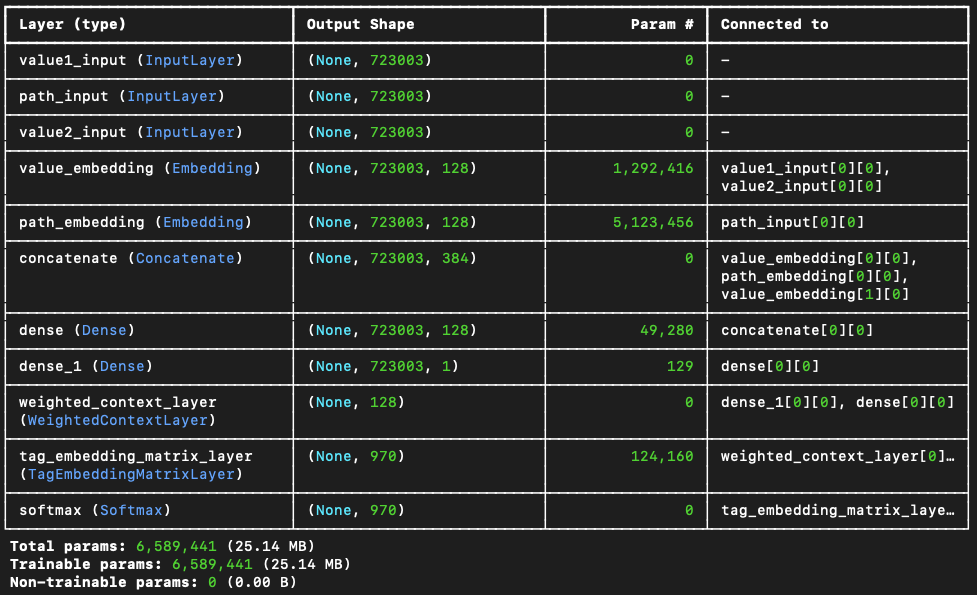 Layer (type) Output Shape Param # Connected to
value1_input (InputLayer) (None, 723003) 0 –
path_input (InputLayer) (None, 723003) 0 –
value2_input (InputLayer) (None, 723003) 0 –
value_embedding (Embedding) (None, 723003, 128) 1,292,416 value1_input[0][0],
value2_input[0][0]
path_embedding (Embedding) (None, 723003, 128) 5,123,456 path_input[0][0]
concatenate (Concatenate) (None, 723003, 384) 0 value_embedding[0][0],
path_embedding[0][0],
value_embedding[1][0]
dense (Dense) (None, 723003, 128) 49,280 concatenate[0][0]
dense_1 (Dense) (None, 723003, 1) 129 dense[0][0]
weighted_context_layer (None, 128) 0 dense_1[0][0], dense[0][0]
(WeightedContextLayer)
tag_embedding_matrix_layer (None, 970) 124,160 weighted_context_layer[0]…
(TagEmbeddingMatrixLayer)
softmax (Softmax) (None, 970) 0 tag_embedding_matrix_laye…
Total params: 6,589,441 (25.14 MB)
Trainable params: 6,589,441 (25.14 MB)
Non-trainable params: 0 (0.00 B)